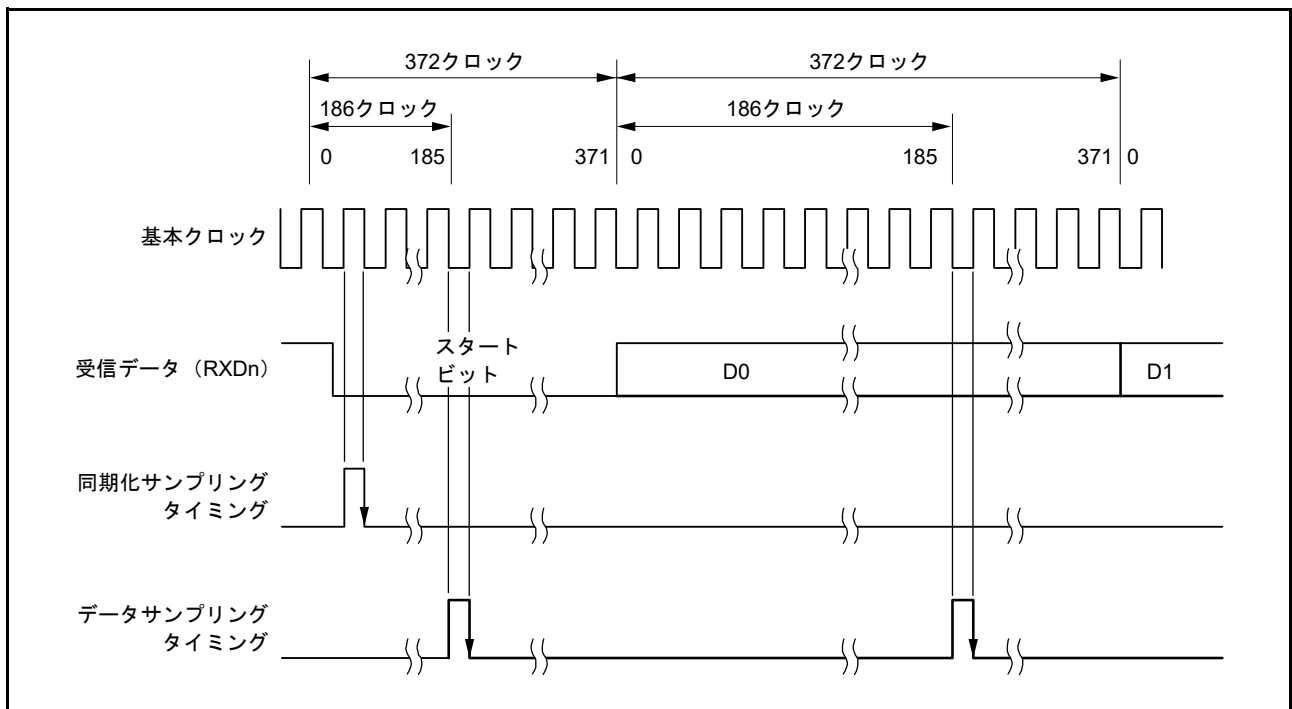 372クロック 372クロック
186クロック 186クロック
0 185 371 0 185 371 0
基本クロック
スタート
ビット
受信データ（RXDn） D0 D1
同期化サンプリング
タイミング
データサンプリング
タイミング